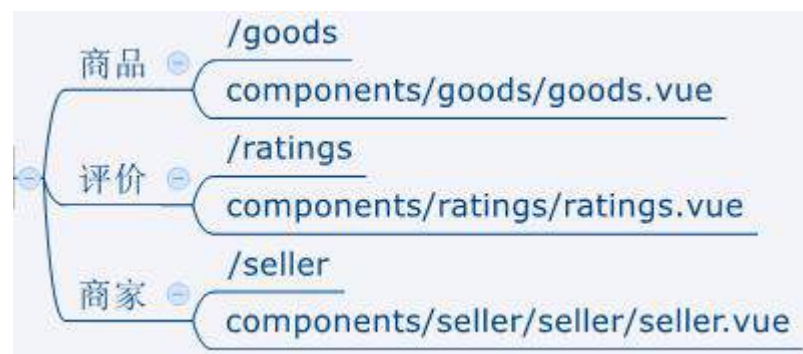 /goods
商品
components/goods/goods.vue
/ratings
评价
components/ratings/ratings.vue
/seller
商家
components/seller/seller/seller.vue